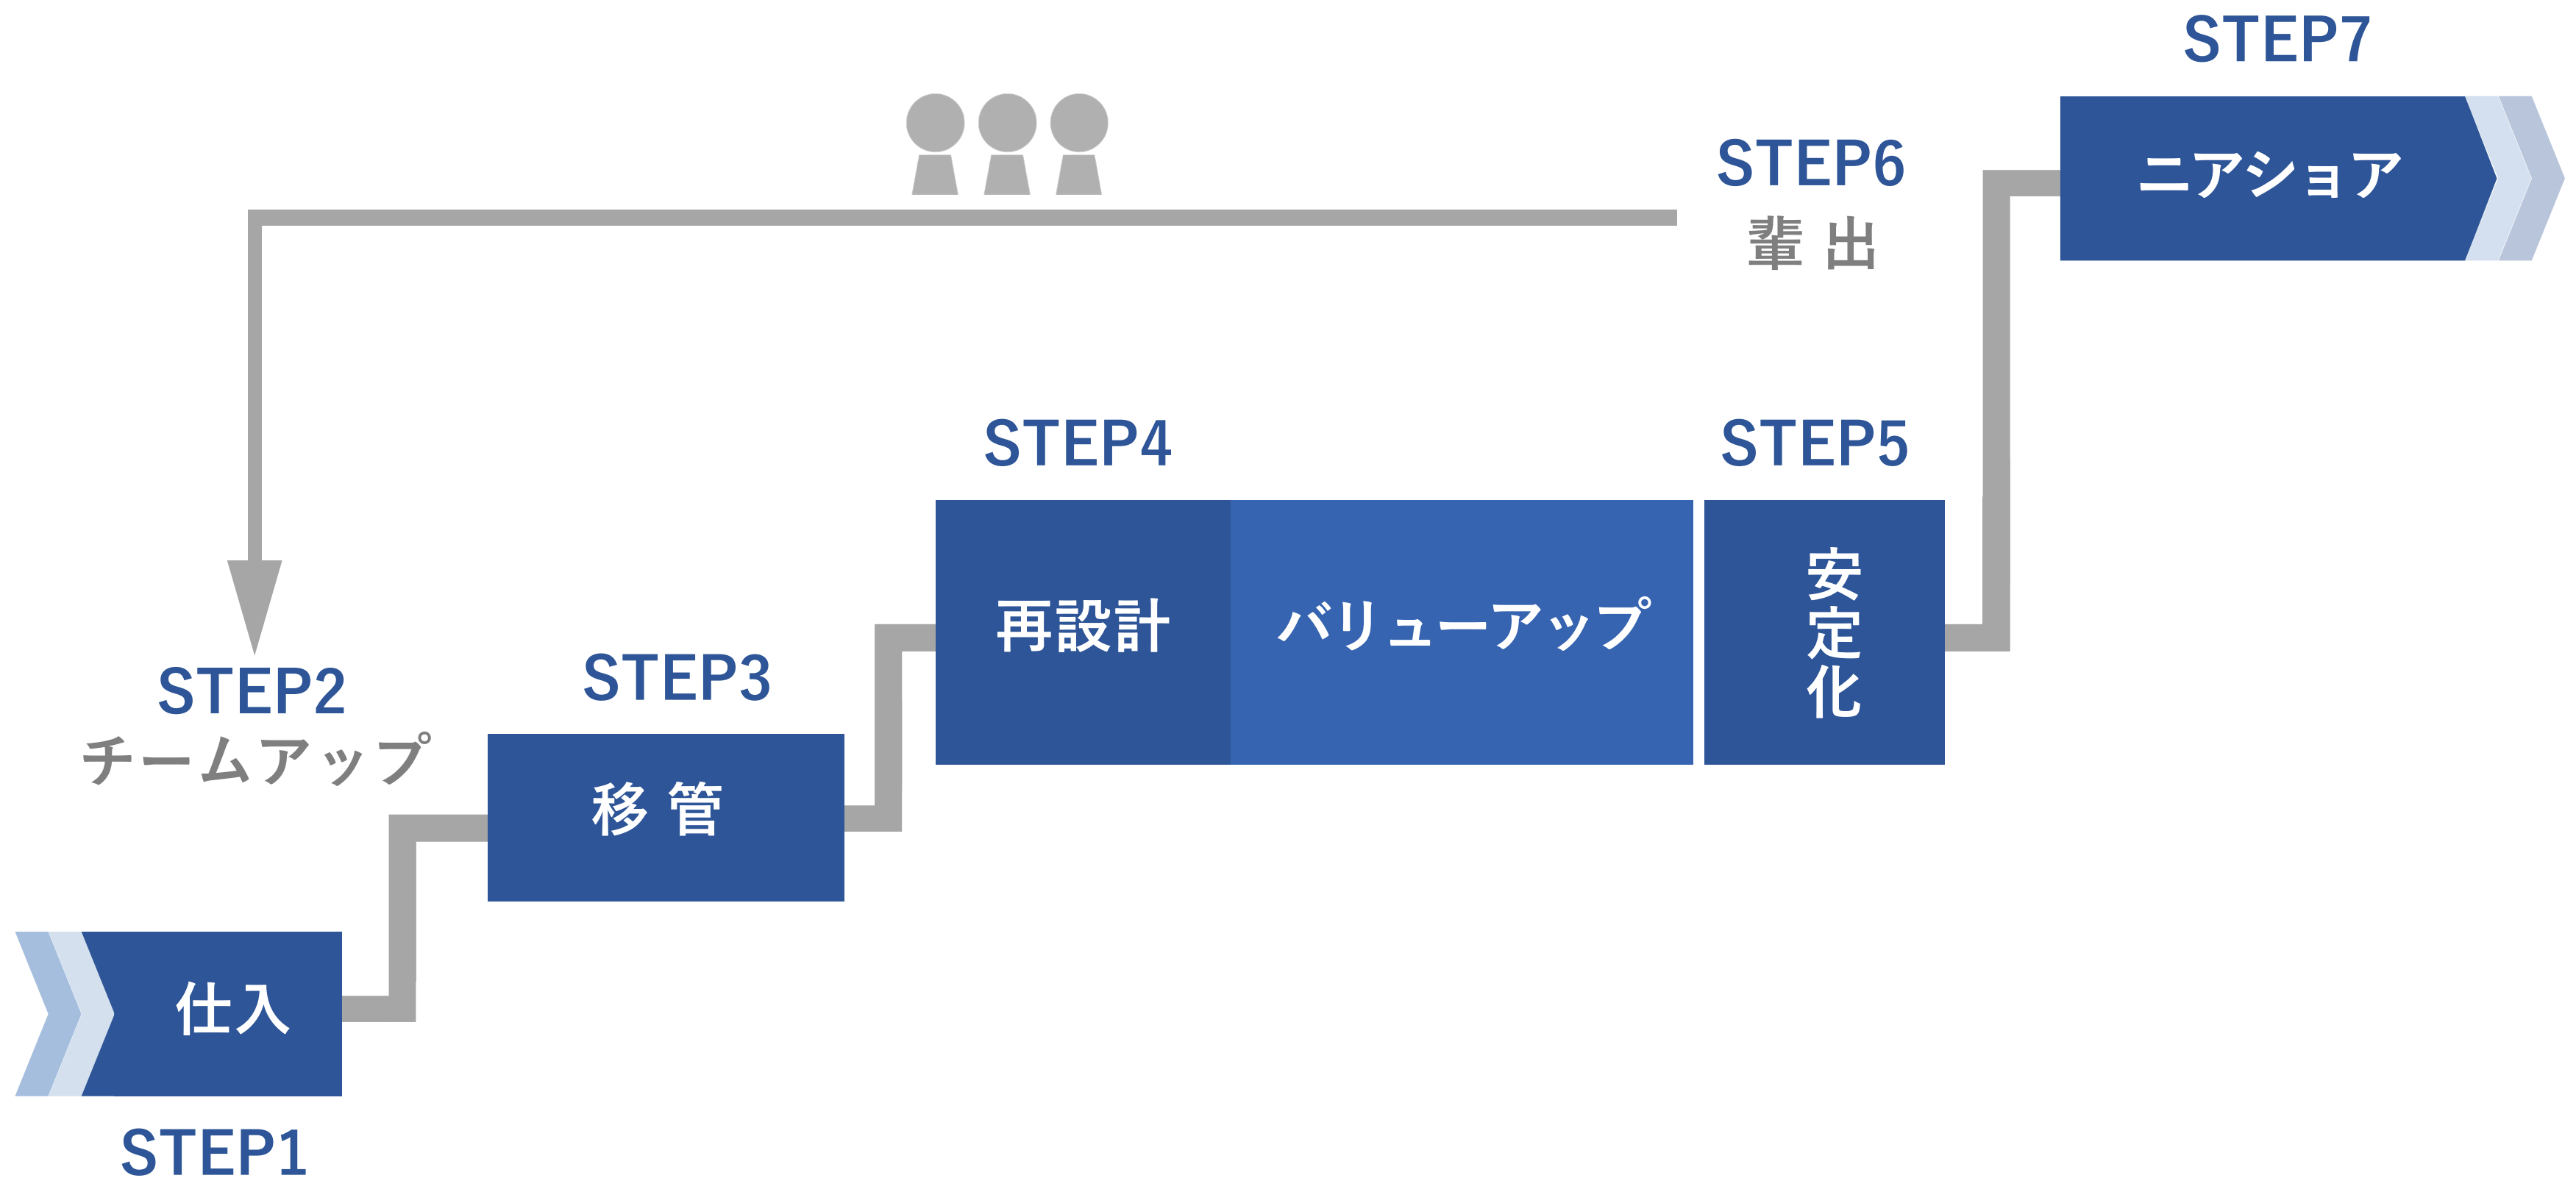 STEP1
仕入
STEP2
チームアップ
STEP3
移 管
STEP4
再設計
バリューアップ
STEP5
安定化
STEP6
輩 出
STEP7
ニアショア